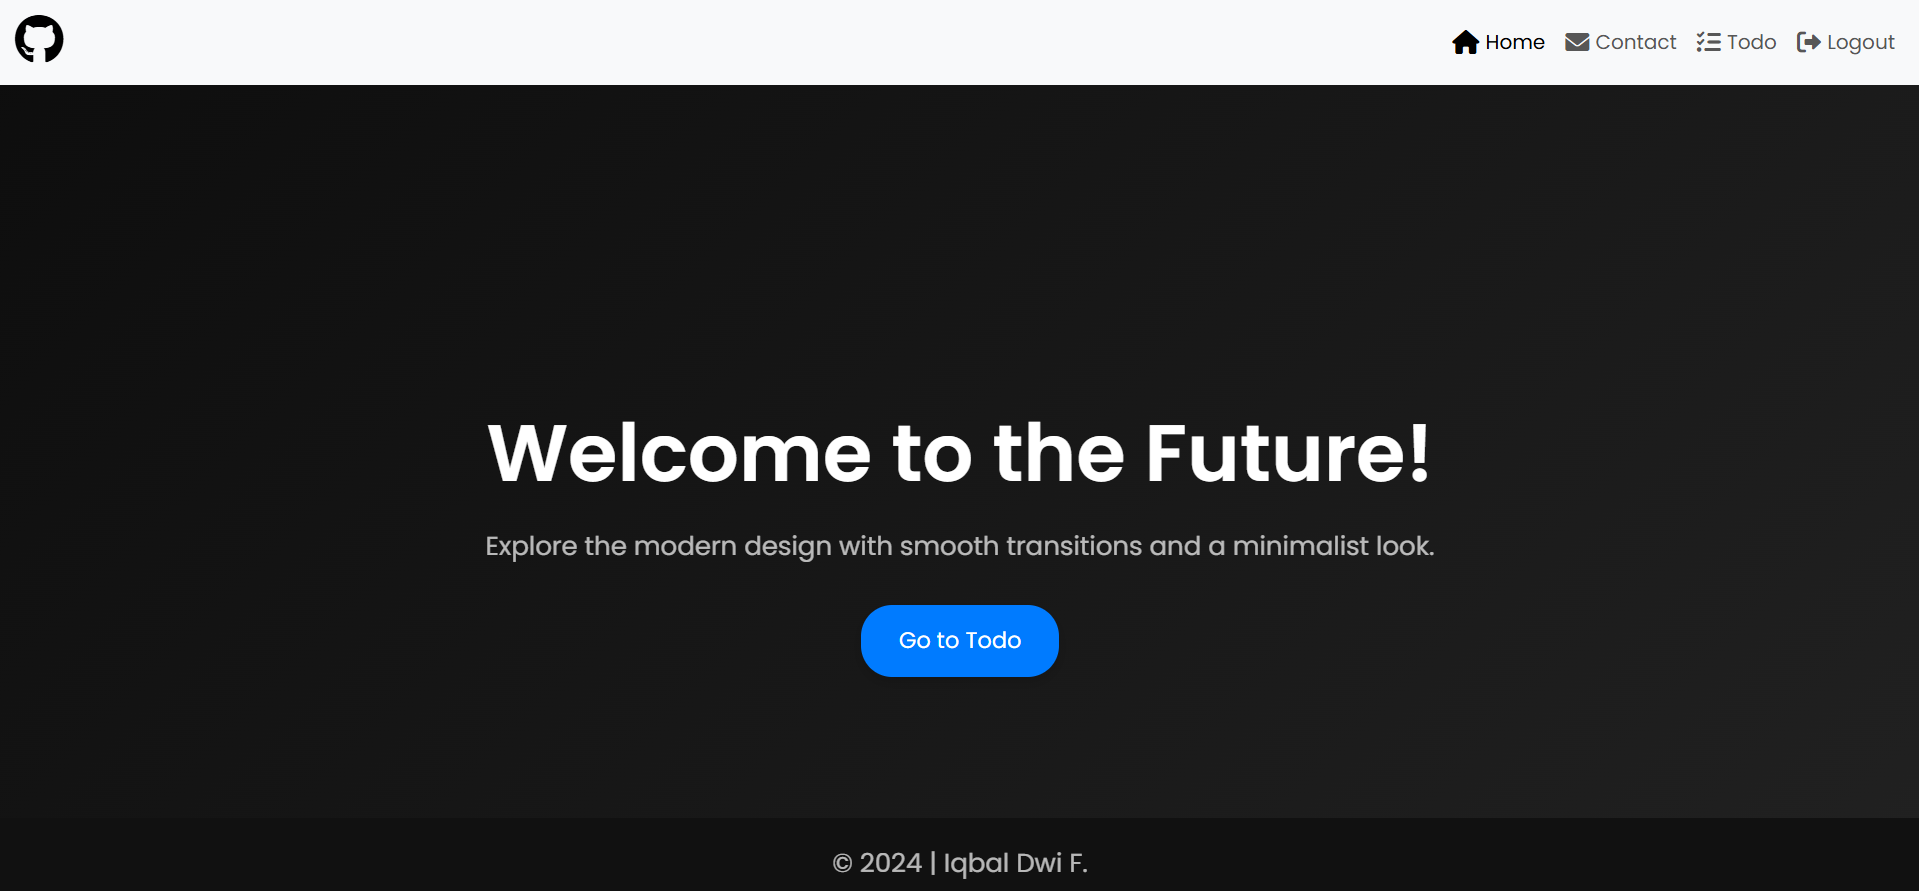 Home Contact Todo Logout
Welcome to the Future!
Explore the modern design with smooth transitions and a minimalist look.
Go to Todo
© 2024 | Iqbal Dwi F.